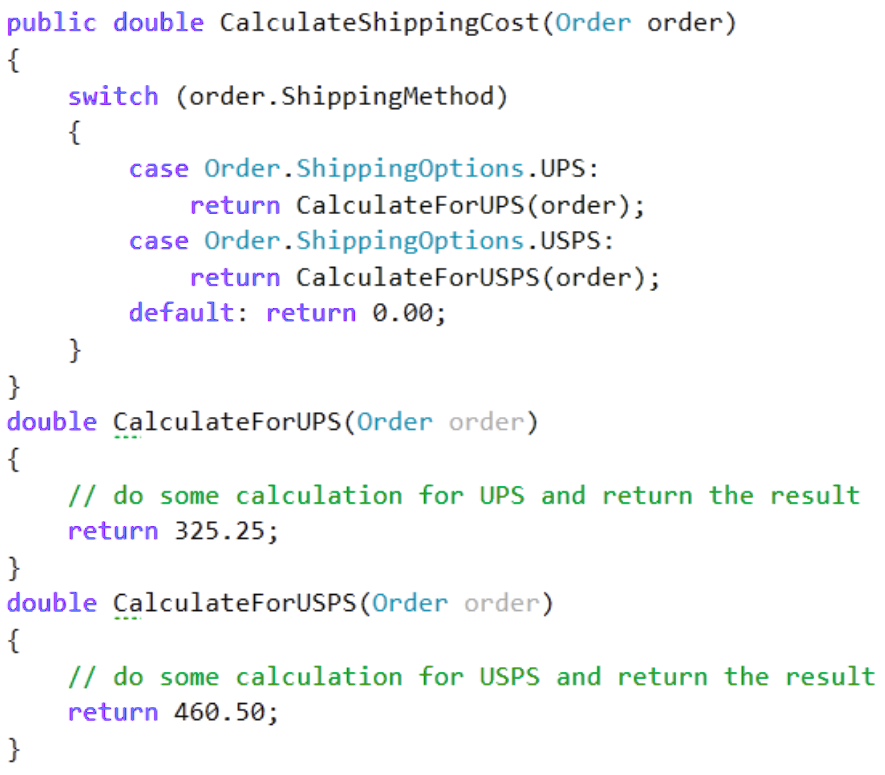 public double CalculateShippingCost(Order order)
{
    switch (order.ShippingMethod)
    {
        case Order.ShippingOptions.UPS:
            return CalculateForUPS(order);
        case Order.ShippingOptions.USPS:
            return CalculateForUSPS(order);
        default: return 0.00;
    }
}
double CalculateForUPS(Order order)
{
    // do some calculation for UPS and return the result
    return 325.25;
}
double CalculateForUSPS(Order order)
{
    // do some calculation for USPS and return the result
    return 460.50;
}